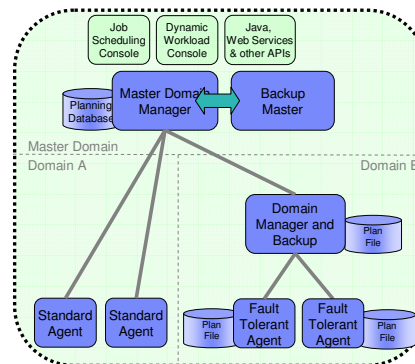 Job
Scheduling
Console
Dynamic
Workload
Console
Java,
Web Services
& other APIs
Planning
Database
Master Domain
Manager
Backup
Master
Master Domain
Domain A
Domain B
Domain
Manager and
Backup
Plan
File
Standard
Agent
Standard
Agent
Plan
File
Fault
Tolerant
Agent
Fault
Tolerant
Agent
Plan
File